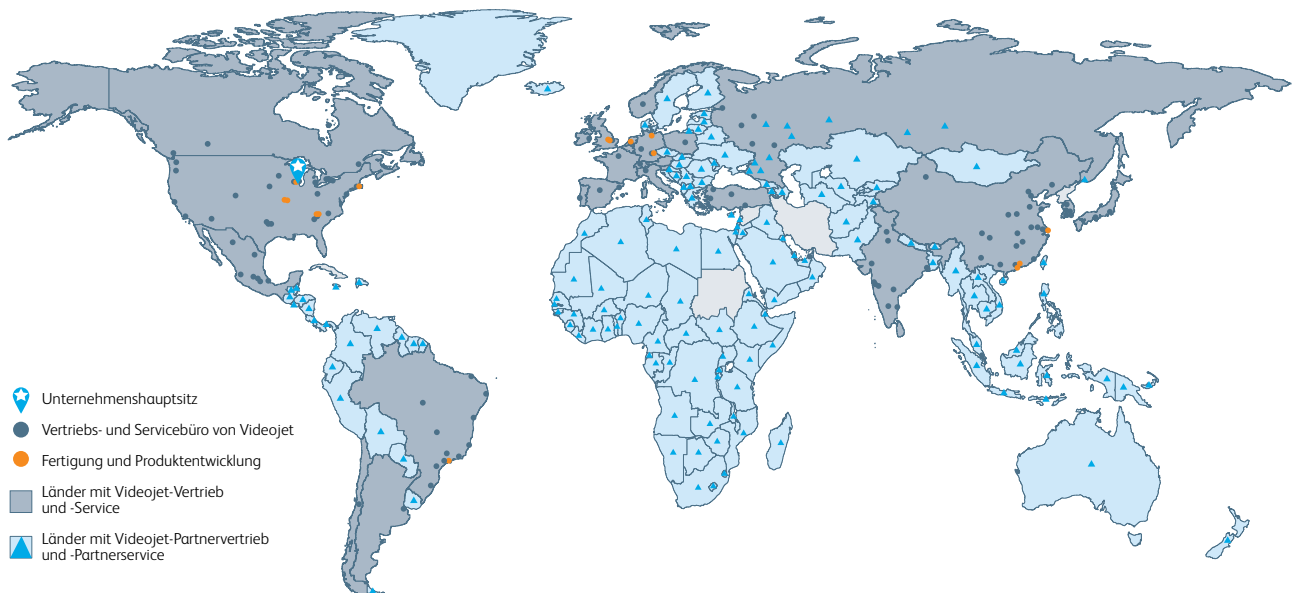 Unternehmenshauptsitz
Vertriebs- und Servicebüro von Videojet
Fertigung und Produktentwicklung
Länder mit Videojet-Vertrieb
und -Service
Länder mit Videojet-Partnervertrieb
und -Partnerservice